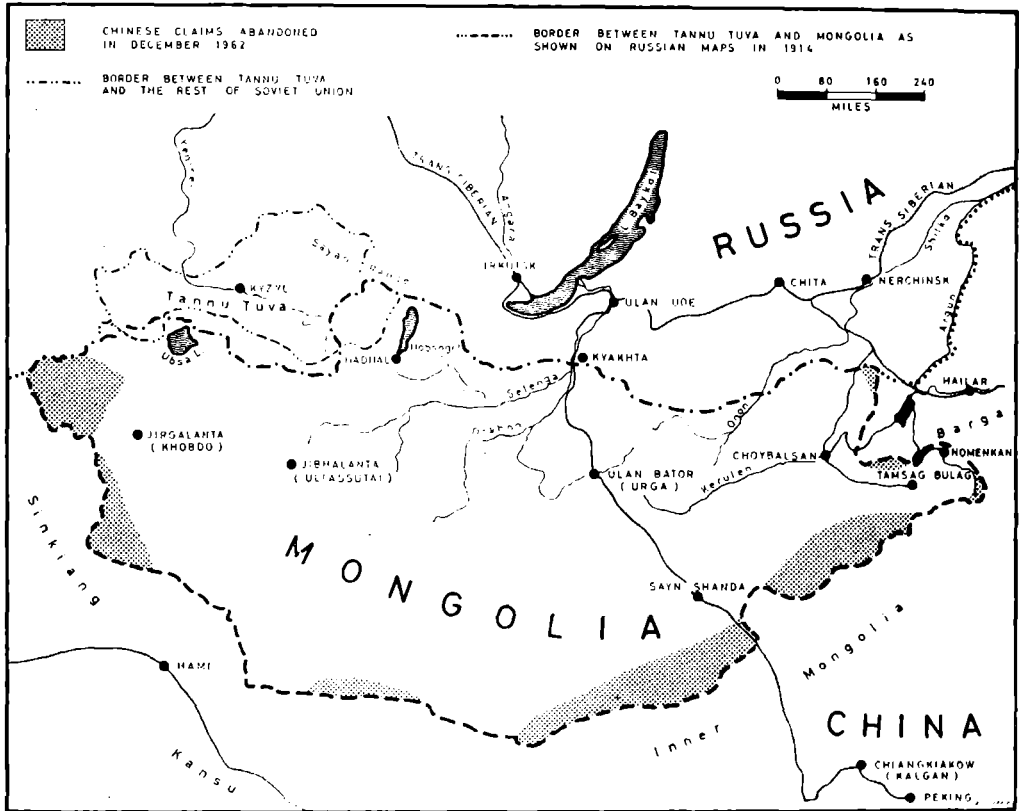 CHINESE CLAIMS ABANDONED
IN DECEMBER 1962
BORDER BETWEEN TANNU TUVA
AND THE REST OF SOVIET UNION
BORDER BETWEEN TANNU TUVA AND MONGOLIA AS
SHOWN ON RUSSIAN MAPS IN 1914
0 80 160 240
MILES
TRANS SIBERIAN
Angara
L. Baykal
RUSSIA
TRANS SIBERIAN
Shilka
Argun
Sayan Range
IRKUTSK
KYZYL
Tannu Tuva
ULAN UDE
CHITA
NERCHINSK
Ubsa L.
HADHAL
KYAKHTA
Selenga
Orkhon
Onon
HAILAR
Barga
JIRGALANTA
(KHOBDO)
JIBHALANTA
(ULIASSUTAI)
ULAN BATOR
(URGA)
Kerulen
CHOYBALSAN
NOMENKAN
TAMSAG BULAG
Sinkiang
MONGOLIA
SAYN SHANDA
HAMI
Kansu
Inner Mongolia
CHINA
CHIANGKIAKOW
(KALGAN)
PEKING